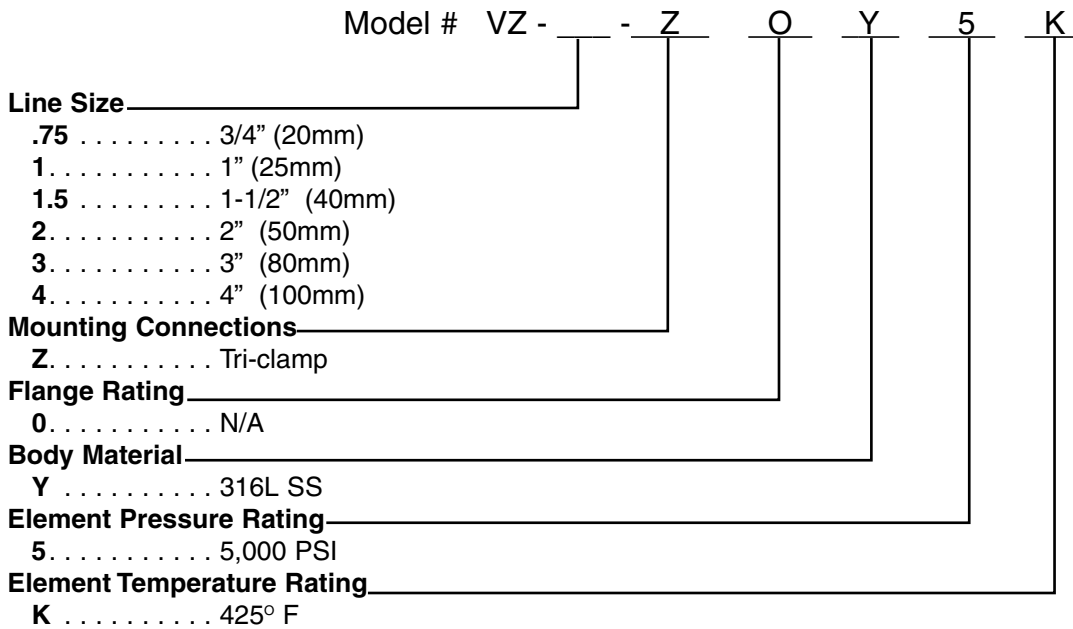 Model # VZ - ___ - Z O Y 5 K
Line Size
.75 . . . . . . . . . 3/4” (20mm)
1. . . . . . . . . . . 1” (25mm)
1.5 . . . . . . . . . 1-1/2” (40mm)
2. . . . . . . . . . . 2” (50mm)
3. . . . . . . . . . . 3” (80mm)
4. . . . . . . . . . . 4” (100mm)
Mounting Connections
Z. . . . . . . . . . . Tri-clamp
Flange Rating
0. . . . . . . . . . . N/A
Body Material
Y . . . . . . . . . . 316L SS
Element Pressure Rating
5. . . . . . . . . . . 5,000 PSI
Element Temperature Rating
K . . . . . . . . . . 425° F